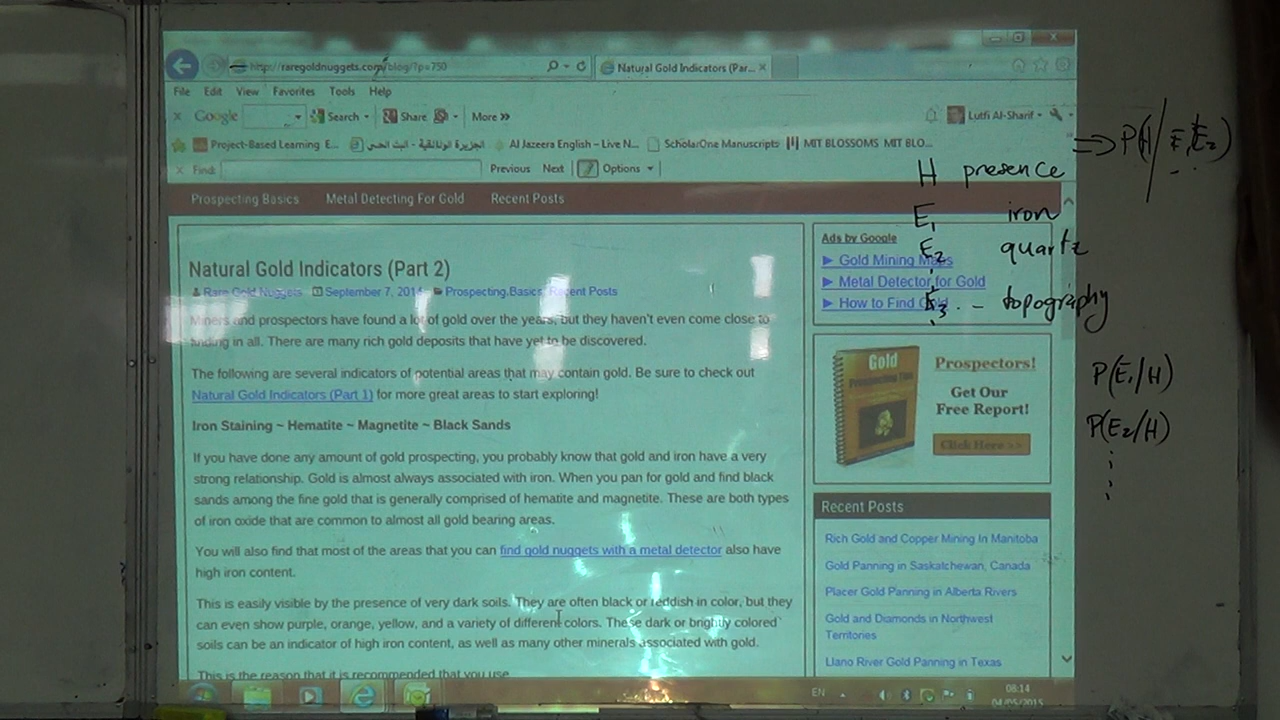 http://raregoldnuggets.com/blog/?p=750
Natural Gold Indicators (Par...
File Edit View Favorites Tools Help
Google Search Share More »
Lutfi Al-Sharif
Project-Based Learning E...
Al Jazeera English – Live N...
ScholarOne Manuscripts
MIT BLOSSOMS MIT BLO...
Find:
Previous Next Options
Prospecting Basics Metal Detecting For Gold Recent Posts
Natural Gold Indicators (Part 2)
Rare Gold Nuggets September 7, 2014 Prospecting Basics, Recent Posts
Miners and prospectors have found a lot of gold over the years, but they haven't even come close to
finding in all. There are many rich gold deposits that have yet to be discovered.
The following are several indicators of potential areas that may contain gold. Be sure to check out
Natural Gold Indicators (Part 1) for more great areas to start exploring!
Iron Staining ~ Hematite ~ Magnetite ~ Black Sands
If you have done any amount of gold prospecting, you probably know that gold and iron have a very
strong relationship. Gold is almost always associated with iron. When you pan for gold and find black
sands among the fine gold that is generally comprised of hematite and magnetite. These are both types
of iron oxide that are common to almost all gold bearing areas.
You will also find that most of the areas that you can find gold nuggets with a metal detector also have
high iron content.
This is easily visible by the presence of very dark soils. They are often black or reddish in color, but they
can even show purple, orange, yellow, and a variety of different colors. These dark or brightly colored
soils can be an indicator of high iron content, as well as many other minerals associated with gold.
This is the reason that it is recommended that you use
Ads by Google
► Gold Mining Maps
► Metal Detector for Gold
► How to Find Gold
Gold
Prospecting Tips
Prospectors!
Get Our
Free Report!
Click Here >>
Recent Posts
Rich Gold and Copper Mining In Manitoba
Gold Panning in Saskatchewan, Canada
Placer Gold Panning in Alberta Rivers
Gold and Diamonds in Northwest
Territories
Llano River Gold Panning in Texas
EN
08:14
04/05/2015
H presence
⇒ P(H/E₁E₂)
E₁ iron
E₂ quartz
E₃ ... topography
P(E₁/H)
P(E₂/H)